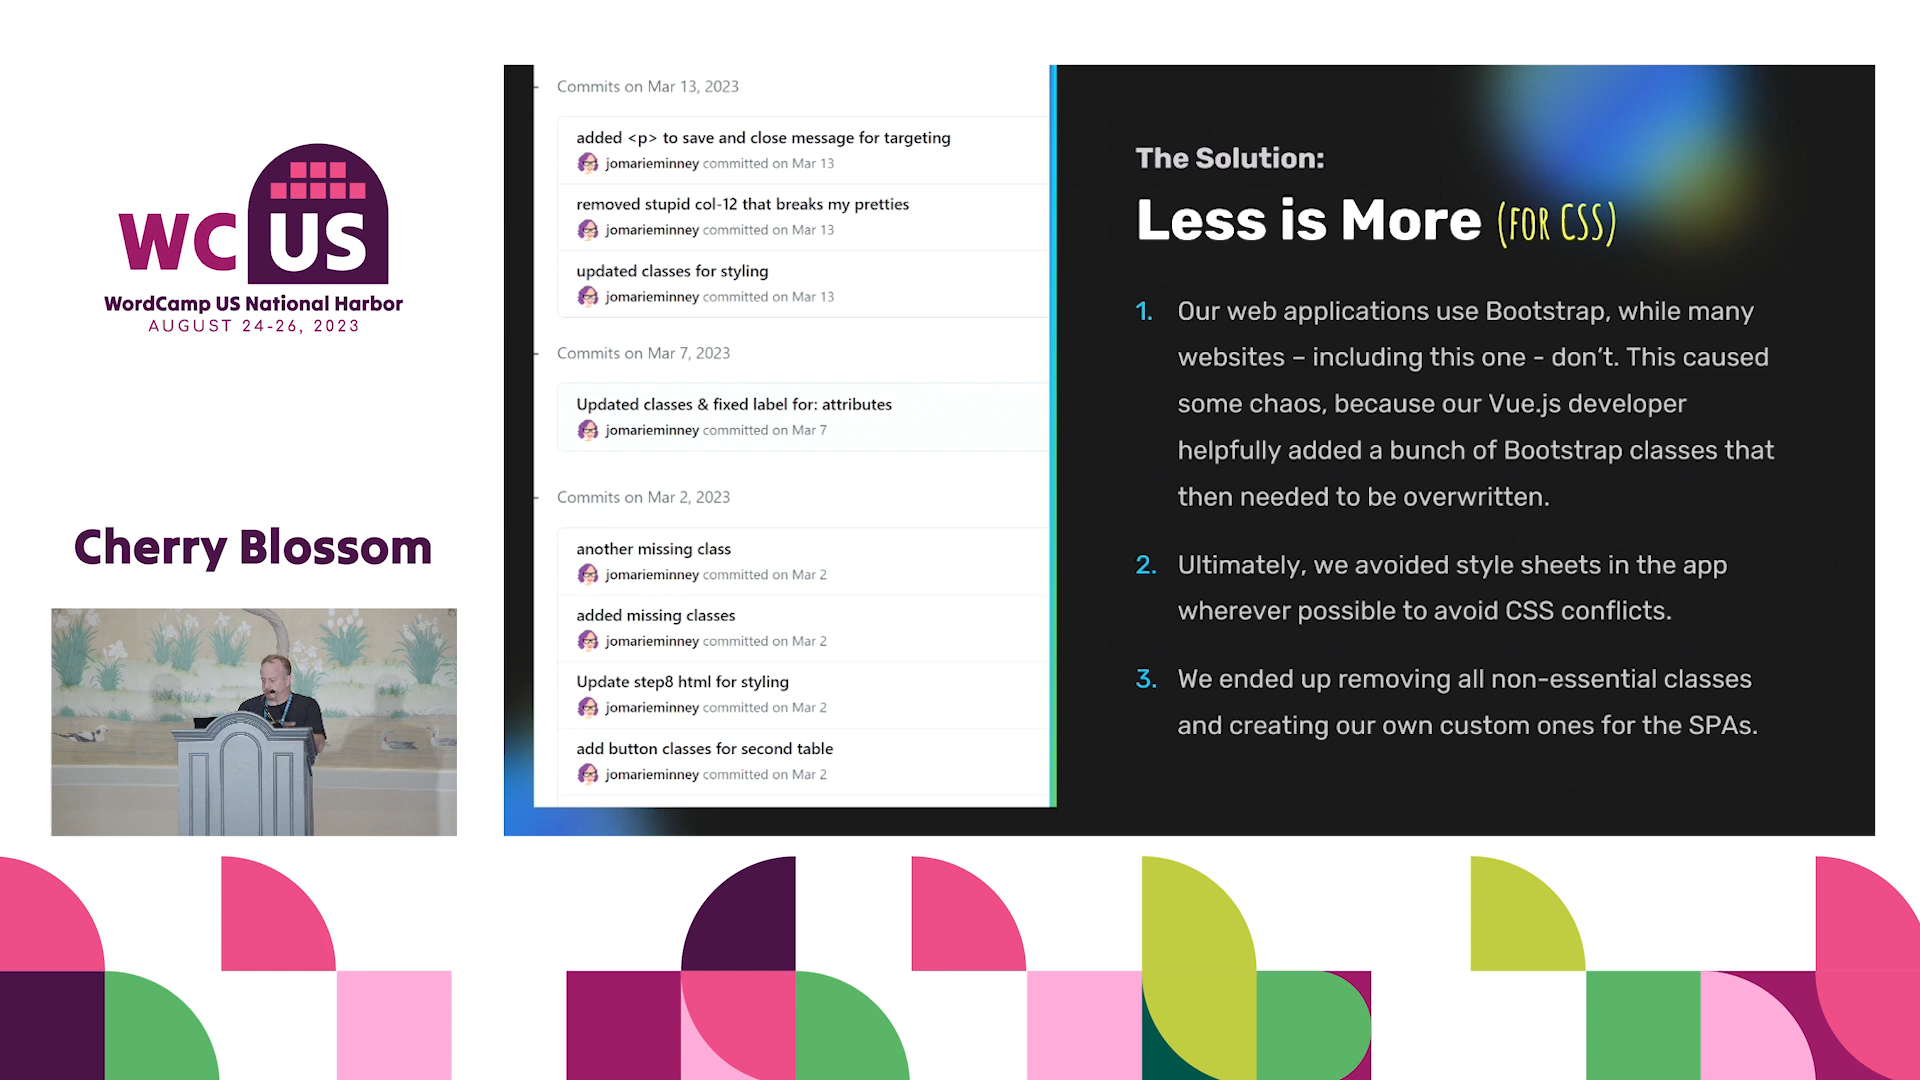 WC US
WordCamp US National Harbor
AUGUST 24-26, 2023
Cherry Blossom
Commits on Mar 13, 2023
added <p> to save and close message for targeting
jomarieminney committed on Mar 13
removed stupid col-12 that breaks my pretties
jomarieminney committed on Mar 13
updated classes for styling
jomarieminney committed on Mar 13
Commits on Mar 7, 2023
Updated classes & fixed label for: attributes
jomarieminney committed on Mar 7
Commits on Mar 2, 2023
another missing class
jomarieminney committed on Mar 2
added missing classes
jomarieminney committed on Mar 2
Update step8 html for styling
jomarieminney committed on Mar 2
add button classes for second table
jomarieminney committed on Mar 2
The Solution:
Less is More (FOR CSS)
1. Our web applications use Bootstrap, while many
websites – including this one - don’t. This caused
some chaos, because our Vue.js developer
helpfully added a bunch of Bootstrap classes that
then needed to be overwritten.
2. Ultimately, we avoided style sheets in the app
wherever possible to avoid CSS conflicts.
3. We ended up removing all non-essential classes
and creating our own custom ones for the SPAs.